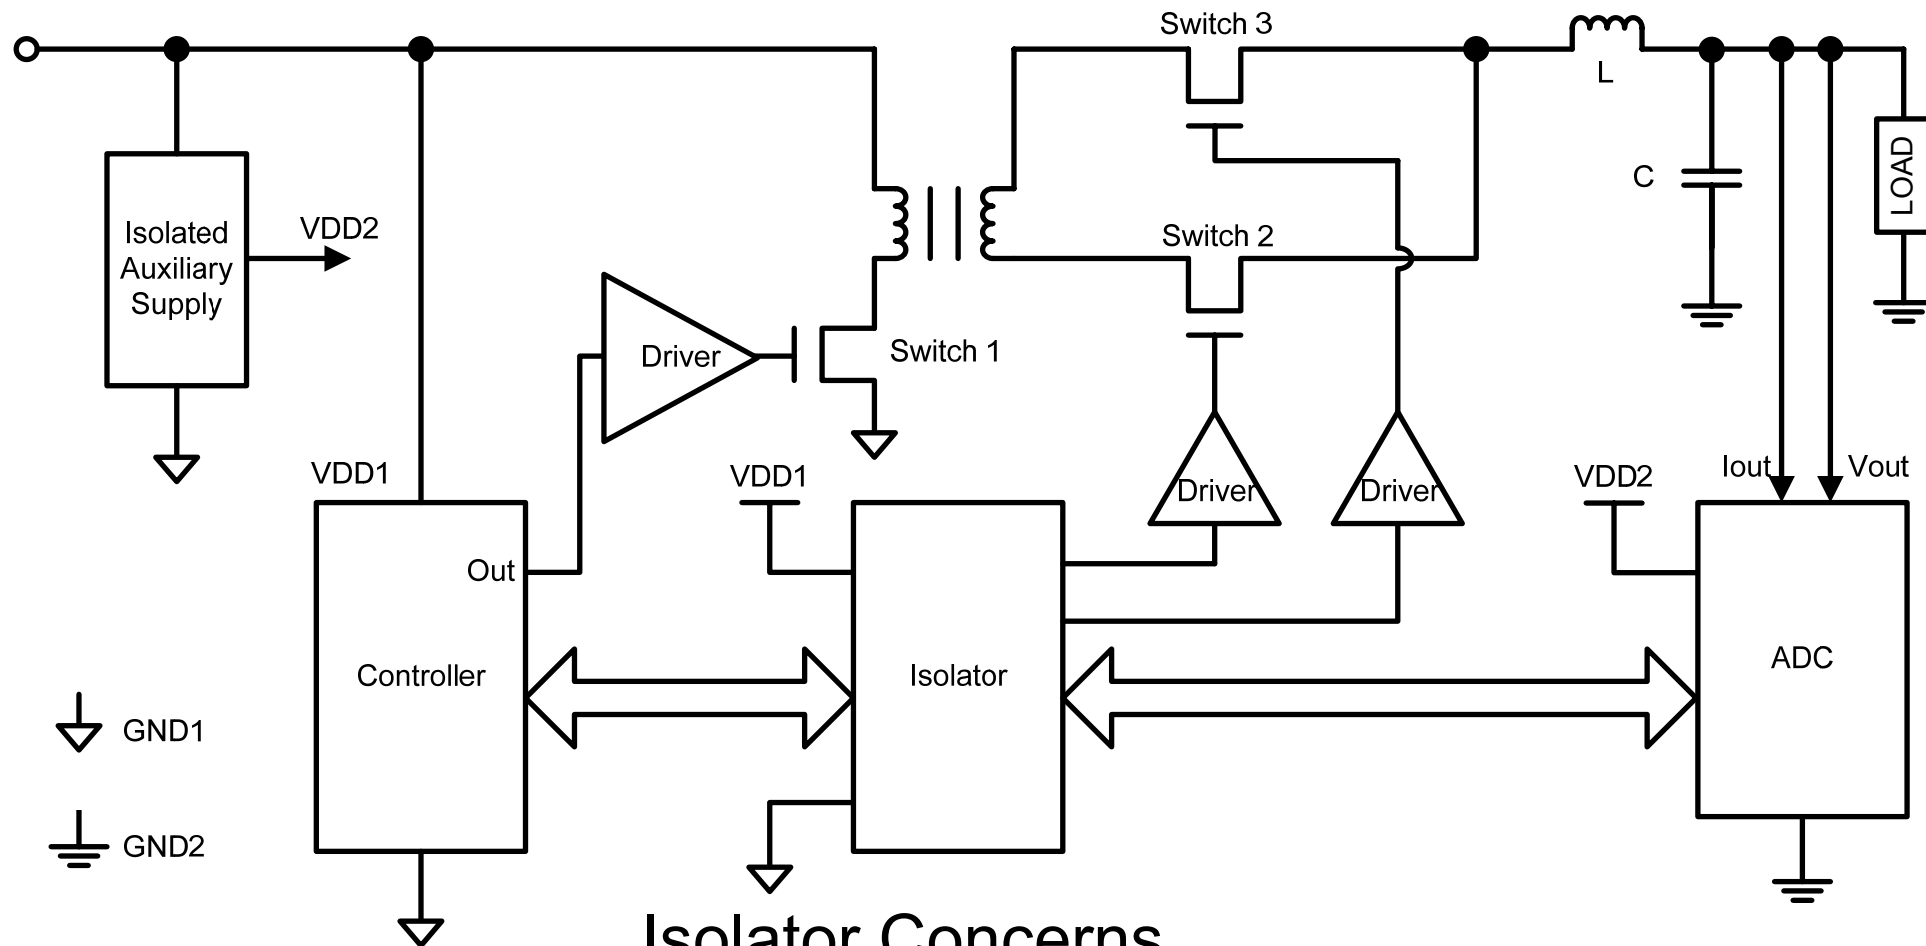 Switch 3
L
C
LOAD
Isolated
Auxiliary
Supply
VDD2
Switch 2
Driver
Switch 1
VDD1
VDD1
Driver
Driver
VDD2
Iout
Vout
Out
Controller
Isolator
ADC
GND1
GND2
Isolator Concerns